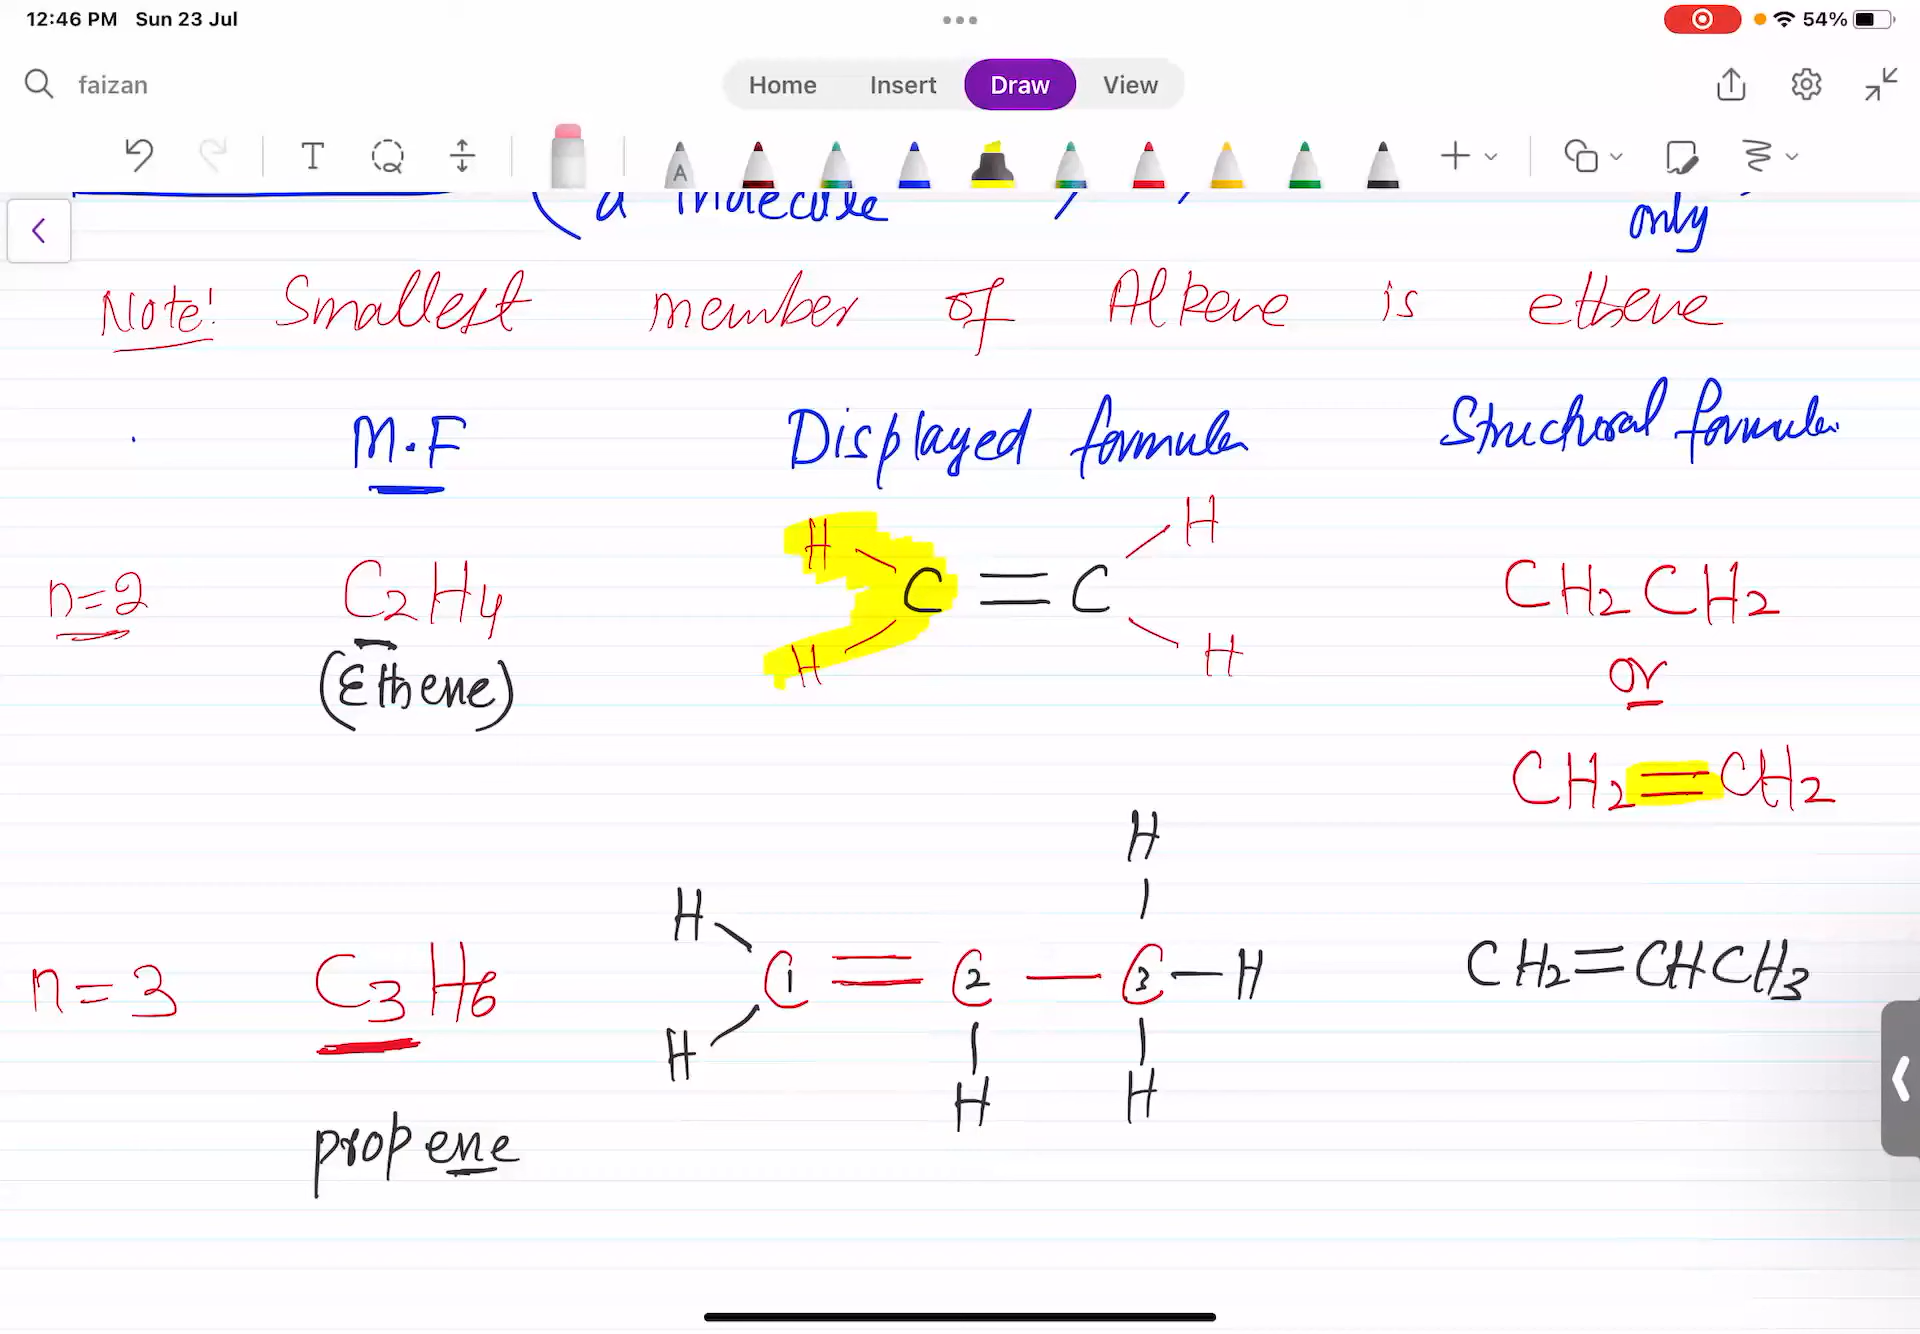 12:46 PM Sun 23 Jul
54%
faizan
Home Insert Draw View
T
A
(a molecule
only
Note! Smallest member of Alkene is ethene
M.F Displayed formula Structural formula
n=2 C2H4 H H C=C H H CH2CH2
(Ethene) or
CH2=CH2
n=3 C3H6 H H C1=C2—C3—H H H H CH2=CHCH3
propene